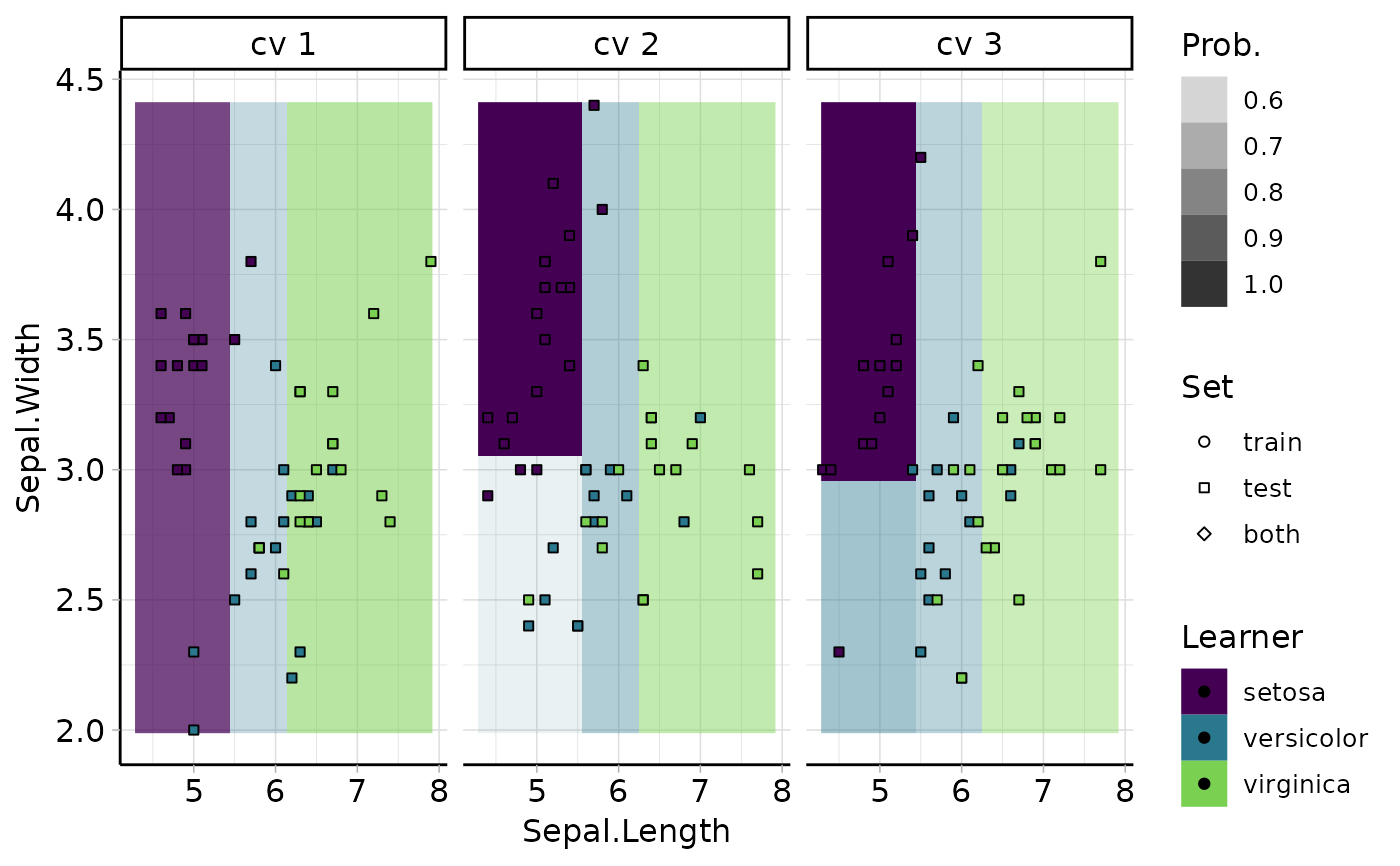 cv 1
cv 2
cv 3
4.5
4.0
3.5
3.0
2.5
2.0
Sepal.Width
5 6 7 8
5 6 7 8
5 6 7 8
Sepal.Length
Prob.
0.6
0.7
0.8
0.9
1.0
Set
train
test
both
Learner
setosa
versicolor
virginica